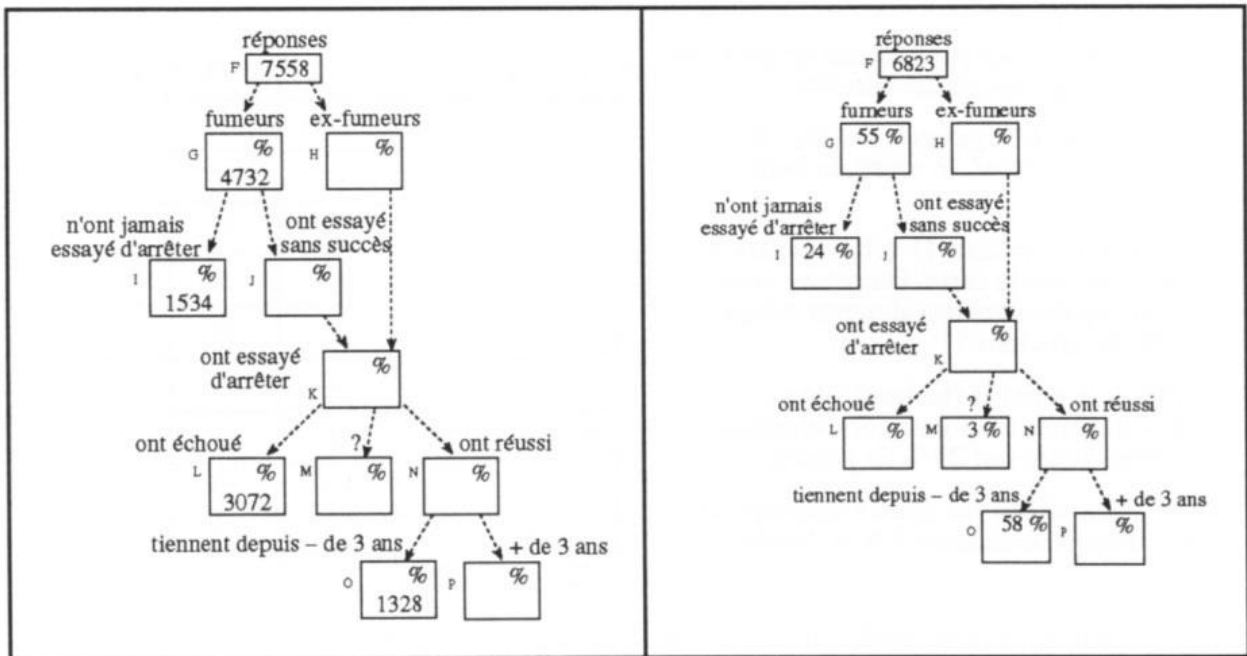 réponses
F 7558
fumeurs ex-fumeurs
G % H %
4732
n'ont jamais ont essayé
essayé d'arrêter sans succès
I % J %
1534
ont essayé %
d'arrêter
K
ont échoué ? ont réussi
L % M % N %
3072
tiennent depuis – de 3 ans + de 3 ans
O % P %
1328
réponses
F 6823
fumeurs ex-fumeurs
G 55 % H %
n'ont jamais ont essayé
essayé d'arrêter sans succès
I 24 % J %
ont essayé
d'arrêter %
K
ont échoué ? ont réussi
L % M 3 % N %
tiennent depuis – de 3 ans + de 3 ans
O 58 % P %